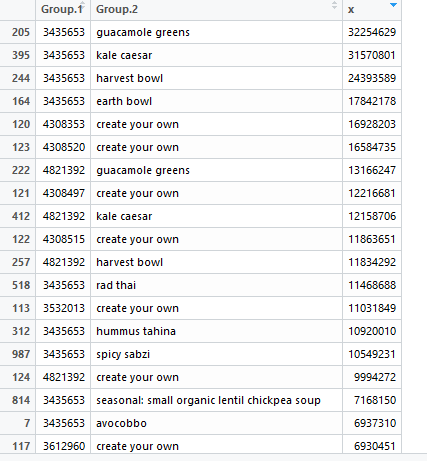 Group.1 Group.2 x
205 3435653 guacamole greens 32254629
395 3435653 kale caesar 31570801
244 3435653 harvest bowl 24393589
164 3435653 earth bowl 17842178
120 4308353 create your own 16928203
123 4308520 create your own 16584735
222 4821392 guacamole greens 13166247
121 4308497 create your own 12216681
412 4821392 kale caesar 12158706
122 4308515 create your own 11863651
257 4821392 harvest bowl 11834292
518 3435653 rad thai 11468688
113 3532013 create your own 11031849
312 3435653 hummus tahina 10920010
987 3435653 spicy sabzi 10549231
124 4821392 create your own 9994272
814 3435653 seasonal: small organic lentil chickpea soup 7168150
7 3435653 avocobbo 6937310
117 3612960 create your own 6930451